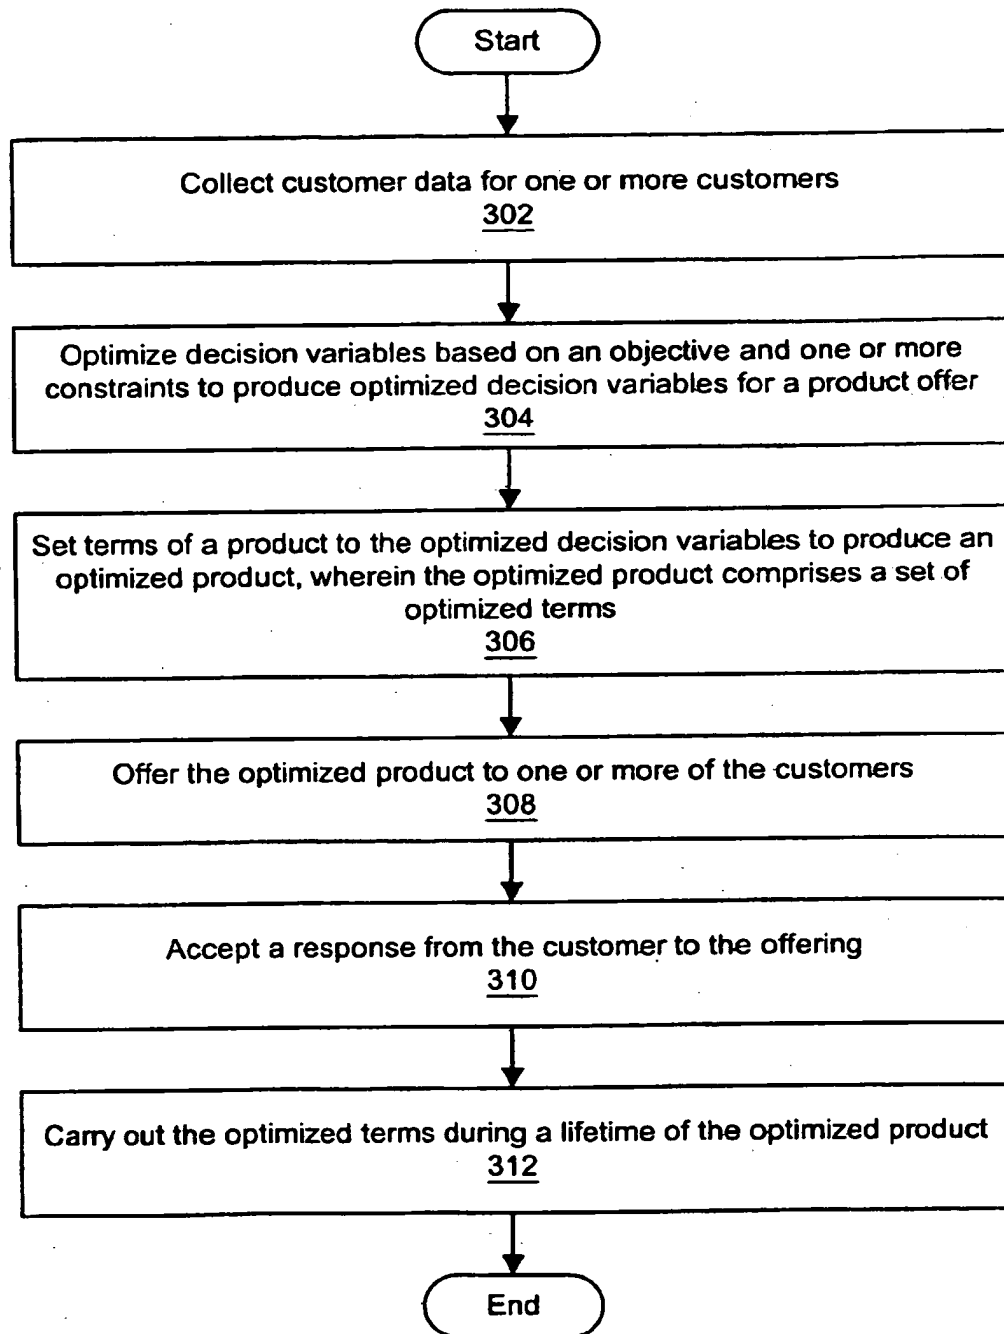 Start
Collect customer data for one or more customers
302
Optimize decision variables based on an objective and one or more
constraints to produce optimized decision variables for a product offer
304
Set terms of a product to the optimized decision variables to produce an
optimized product, wherein the optimized product comprises a set of
optimized terms
306
Offer the optimized product to one or more of the customers
308
Accept a response from the customer to the offering
310
Carry out the optimized terms during a lifetime of the optimized product
312
End